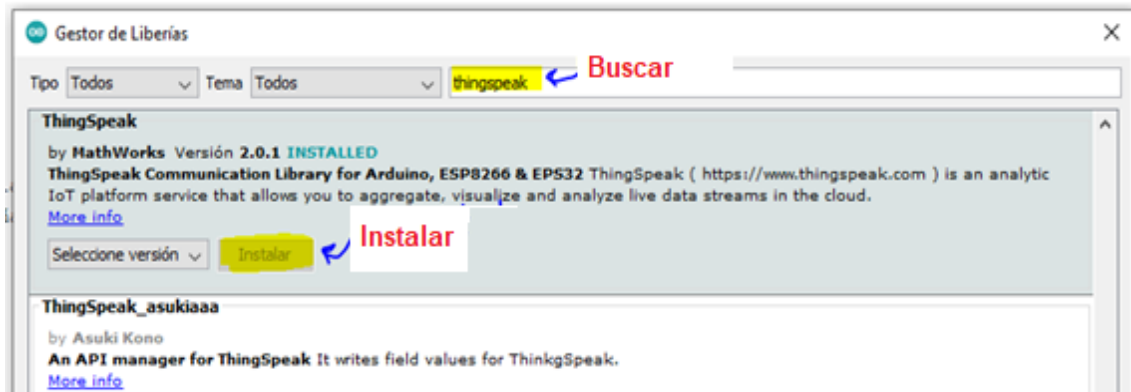 Gestor de Liberías
Tipo Todos Tema Todos thingspeak Buscar
ThingSpeak
by MathWorks Versión 2.0.1 INSTALLED
ThingSpeak Communication Library for Arduino, ESP8266 & EPS32 ThingSpeak ( https://www.thingspeak.com ) is an analytic
IoT platform service that allows you to aggregate, visualize and analyze live data streams in the cloud.
More info
Seleccione versión Instalar Instalar
ThingSpeak_asukiaaa
by Asuki Kono
An API manager for ThingSpeak It writes field values for ThinkgSpeak.
More info